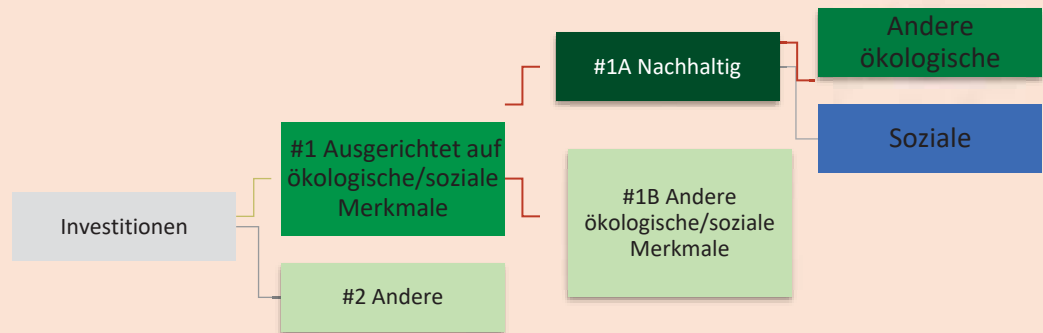 Investitionen
#1 Ausgerichtet auf
ökologische/soziale
Merkmale
#2 Andere
#1A Nachhaltig
#1B Andere
ökologische/soziale
Merkmale
Andere
ökologische
Soziale